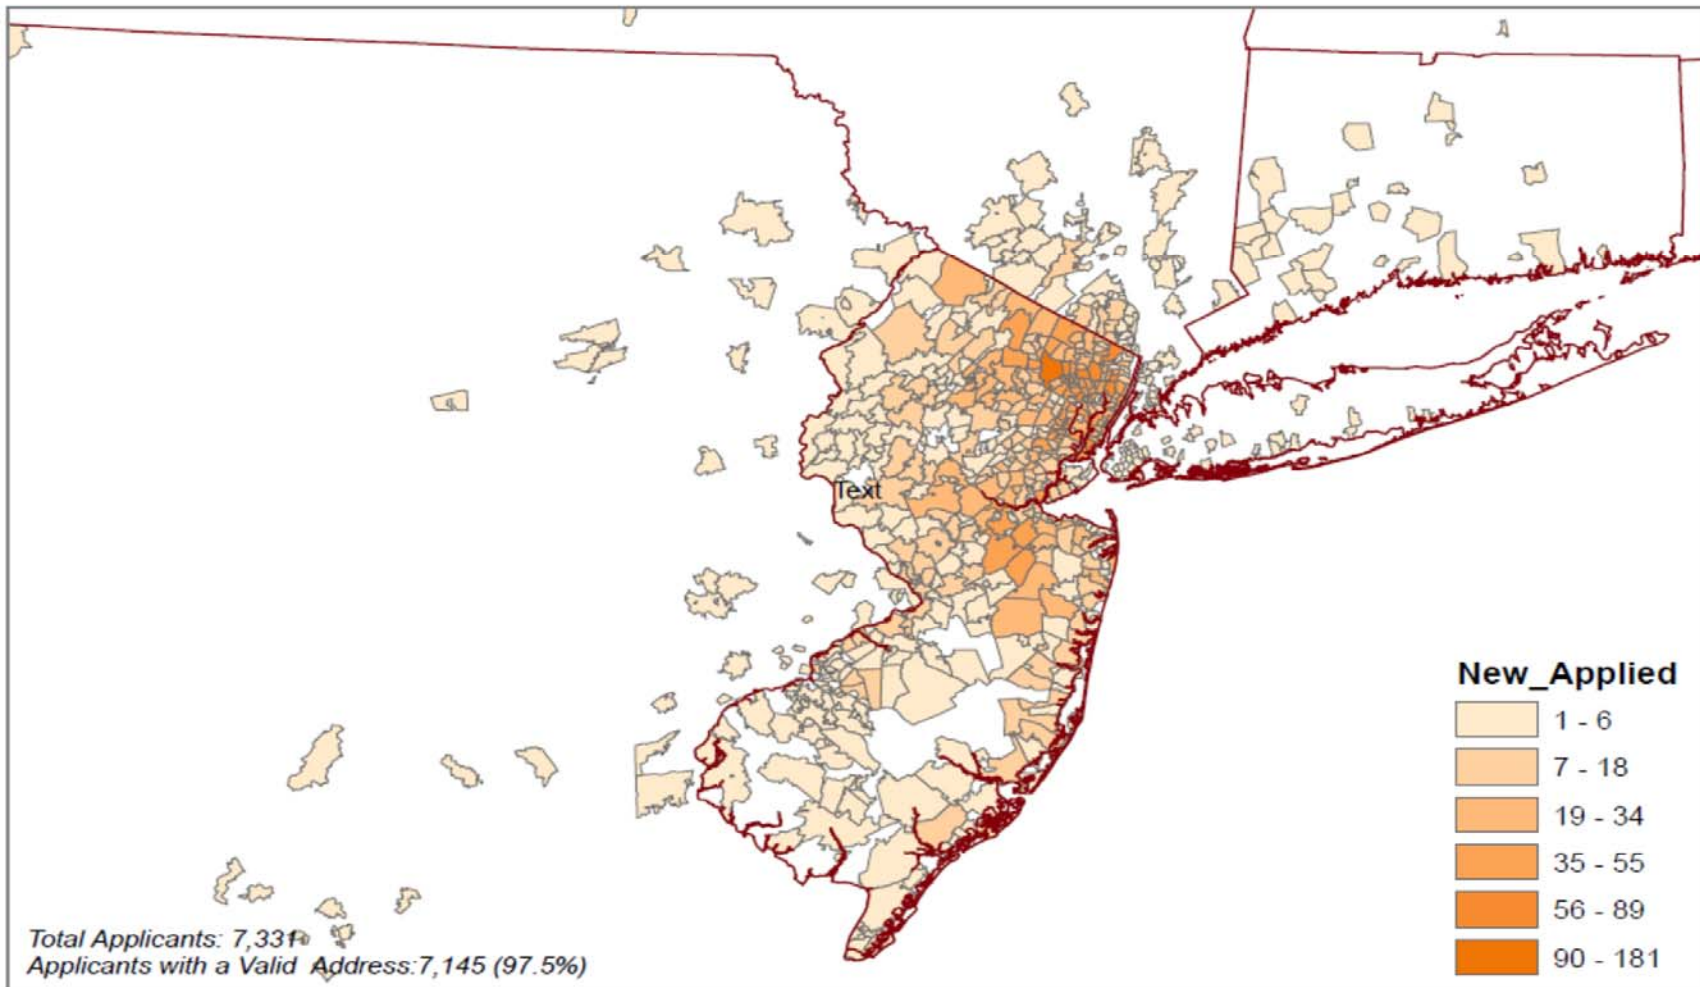 Text
New_Applied
1 - 6
7 - 18
19 - 34
35 - 55
56 - 89
90 - 181
Total Applicants: 7,331
Applicants with a Valid Address:7,145 (97.5%)